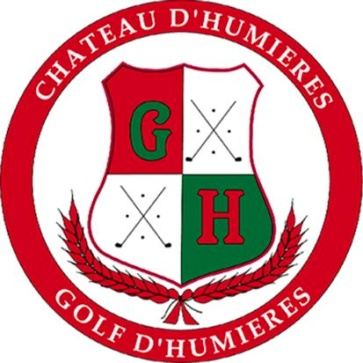 CHATEAU D'HUMIERES
G
H
GOLF D'HUMIERES